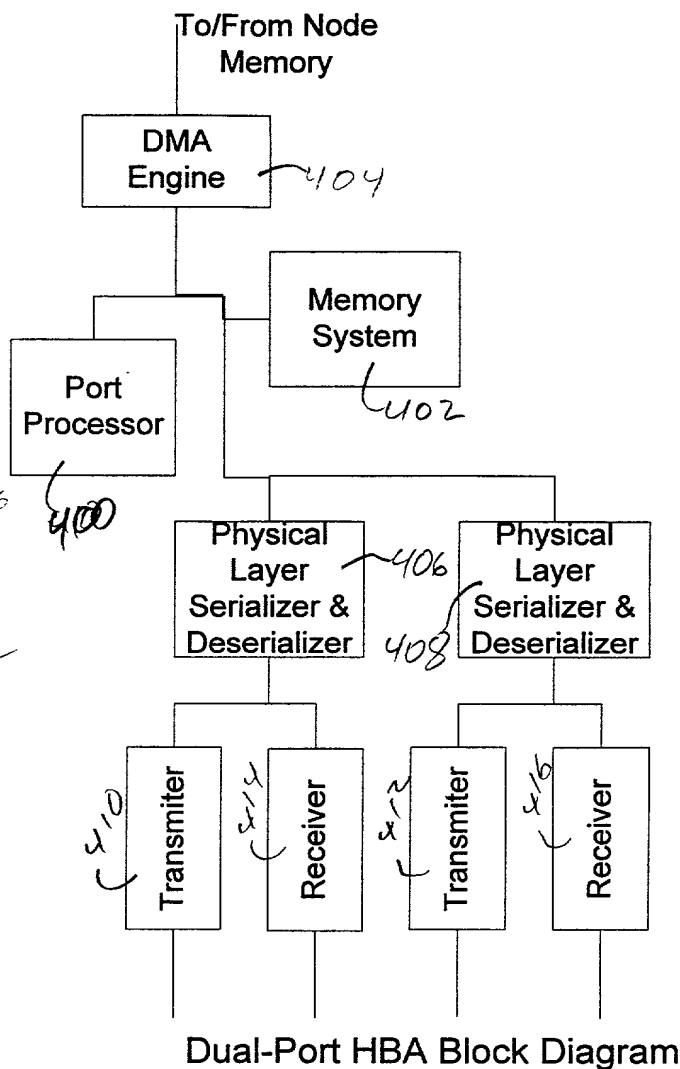 To/From Node
Memory
DMA
Engine
404
Memory
System
402
Port
Processor
400
Physical
Layer
Serializer &
Deserializer
406
Physical
Layer
Serializer &
Deserializer
408
Transmiter
410
Receiver
414
Transmiter
412
Receiver
416
Dual-Port HBA Block Diagram